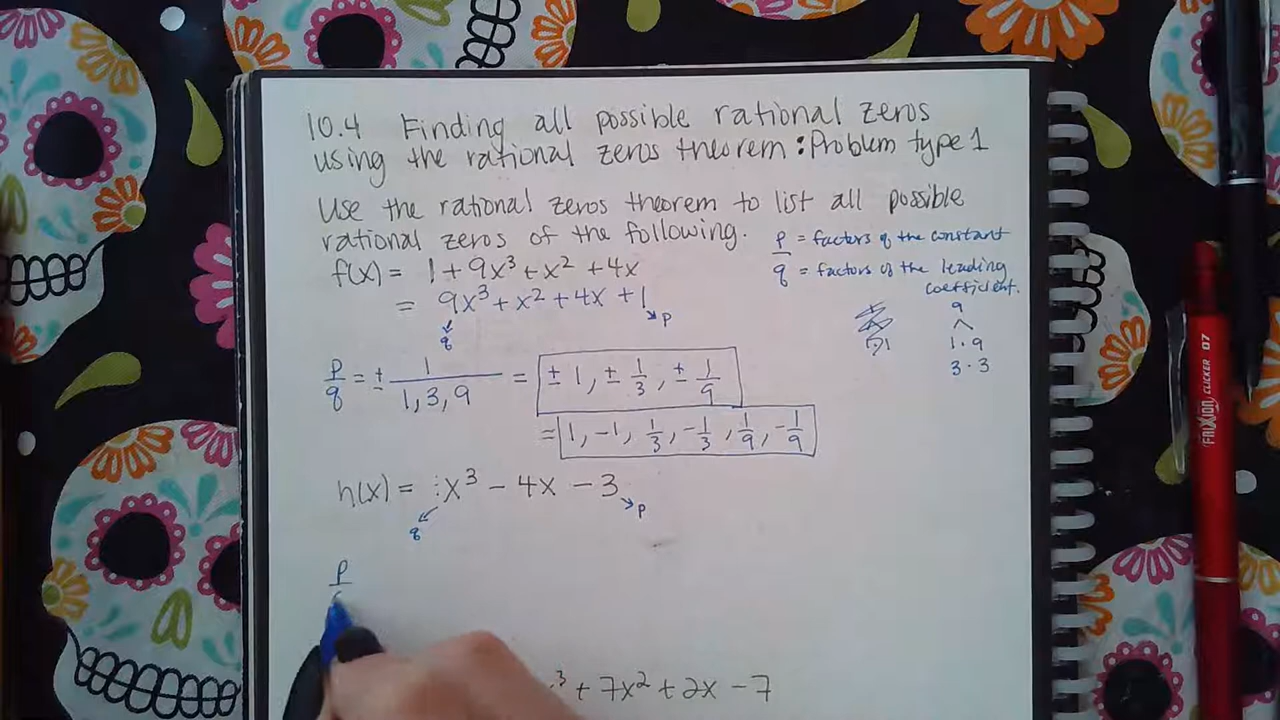 10.4 Finding all possible rational zeros
using the rational zeros theorem: Problem type 1
Use the rational zeros theorem to list all possible
rational zeros of the following.
p = factors of the constant
q = factors of the leading
coefficient.
f(x) = 1 + 9x³ + x² + 4x
= 9x³ + x² + 4x + 1
q
p
9
1·9
3·3
p/q = ± 1/1, 3, 9 = ± 1, ± 1/3, ± 1/9
= 1, -1, 1/3, -1/3, 1/9, -1/9
h(x) = x³ - 4x - 3
q
p
p
³ + 7x² + 2x - 7
FRIXION CLICKER 07